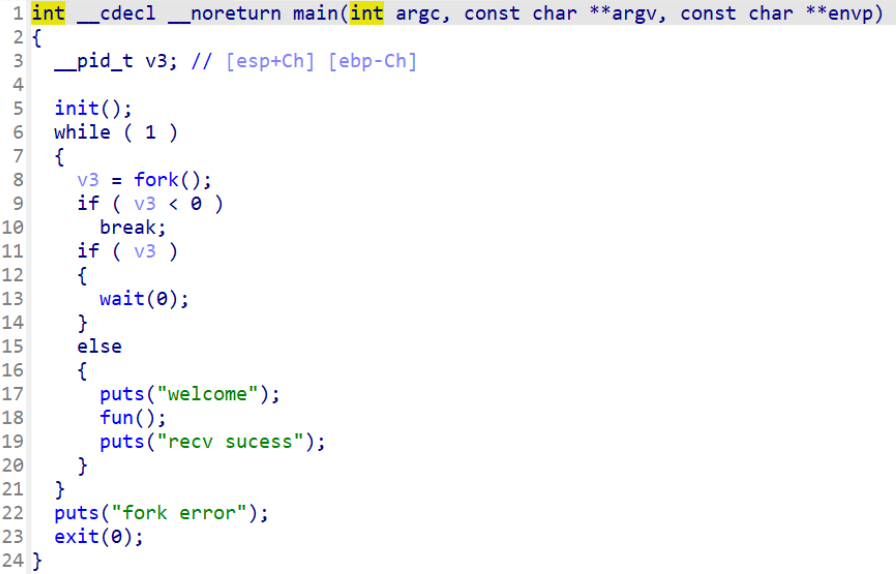 1 int __cdecl __noreturn main(int argc, const char **argv, const char **envp)
2 {
3   __pid_t v3; // [esp+Ch] [ebp-Ch]
4
5   init();
6   while ( 1 )
7   {
8     v3 = fork();
9     if ( v3 < 0 )
10       break;
11     if ( v3 )
12     {
13       wait(0);
14     }
15     else
16     {
17       puts("welcome");
18       fun();
19       puts("recv sucess");
20     }
21   }
22   puts("fork error");
23   exit(0);
24 }